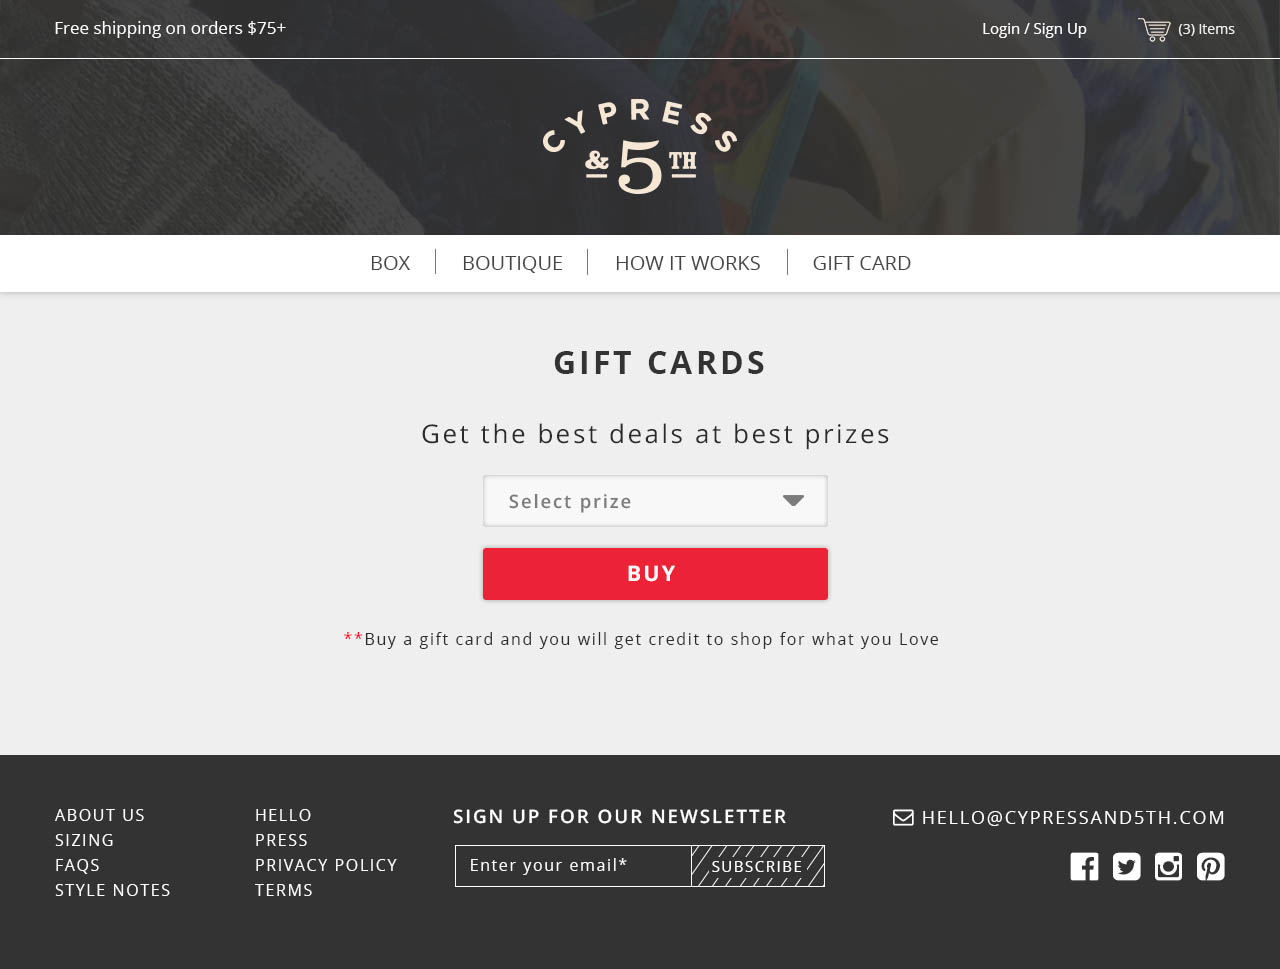 Free shipping on orders $75+
Login / Sign Up
(3) Items
CYPRESS
& 5TH
BOX
BOUTIQUE
HOW IT WORKS
GIFT CARD
GIFT CARDS
Get the best deals at best prizes
Select prize
BUY
**Buy a gift card and you will get credit to shop for what you Love
ABOUT US
SIZING
FAQS
STYLE NOTES
HELLO
PRESS
PRIVACY POLICY
TERMS
SIGN UP FOR OUR NEWSLETTER
Enter your email*
SUBSCRIBE
HELLO@CYPRESSAND5TH.COM